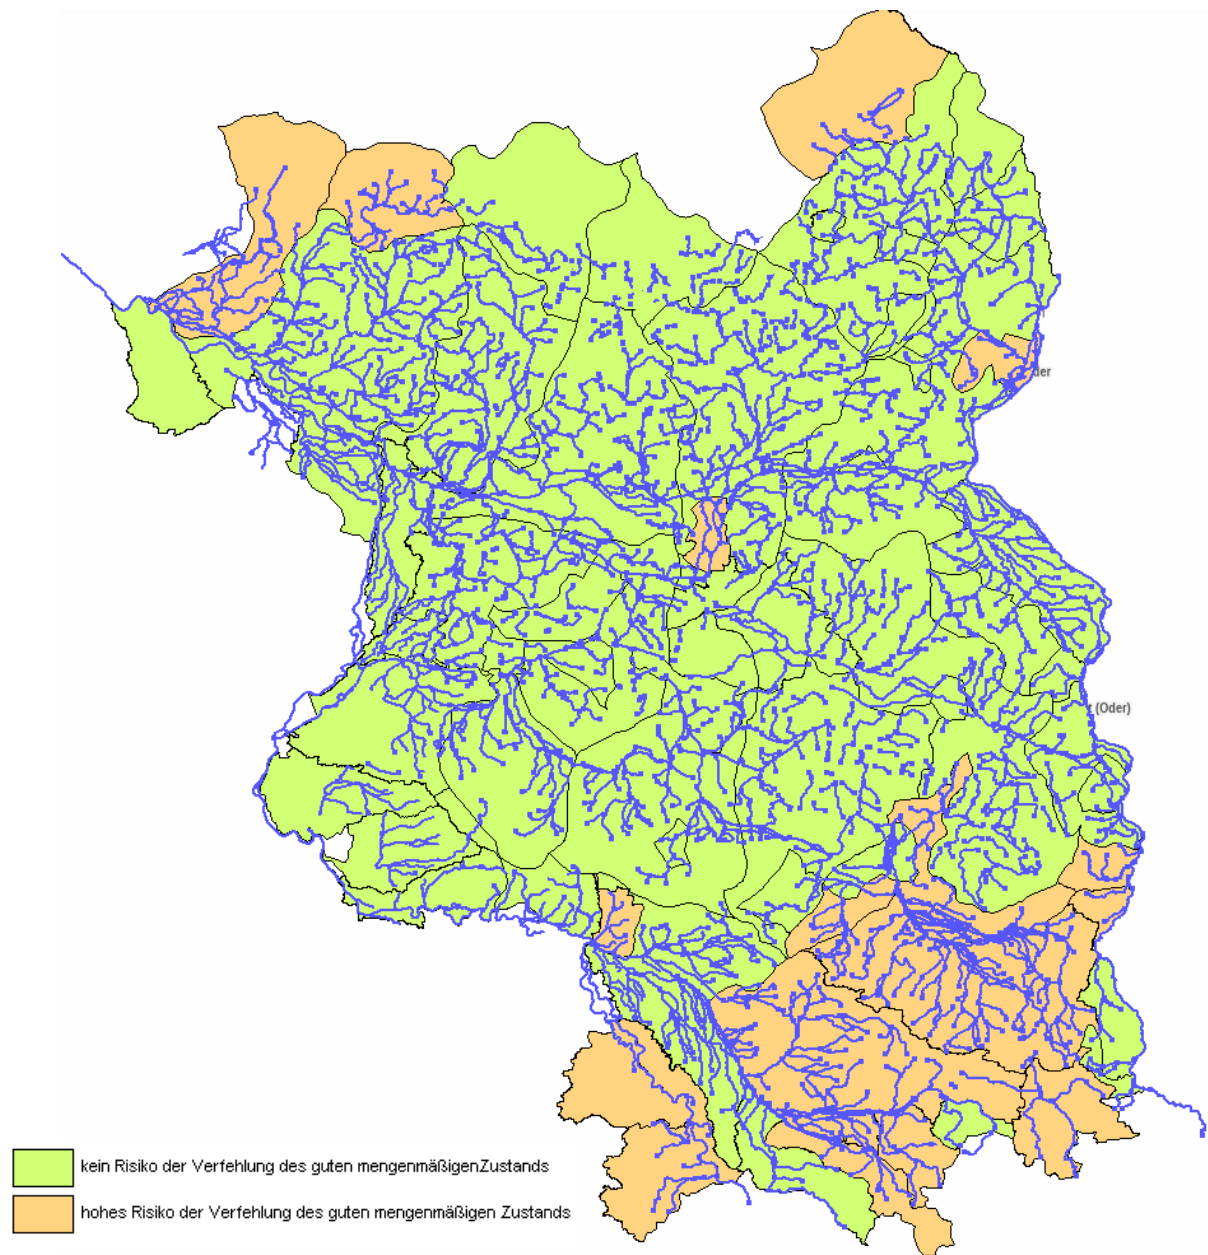 der
(Oder)
kein Risiko der Verfehlung des guten mengenmäßigenZustands
hohes Risiko der Verfehlung des guten mengenmäßigen Zustands